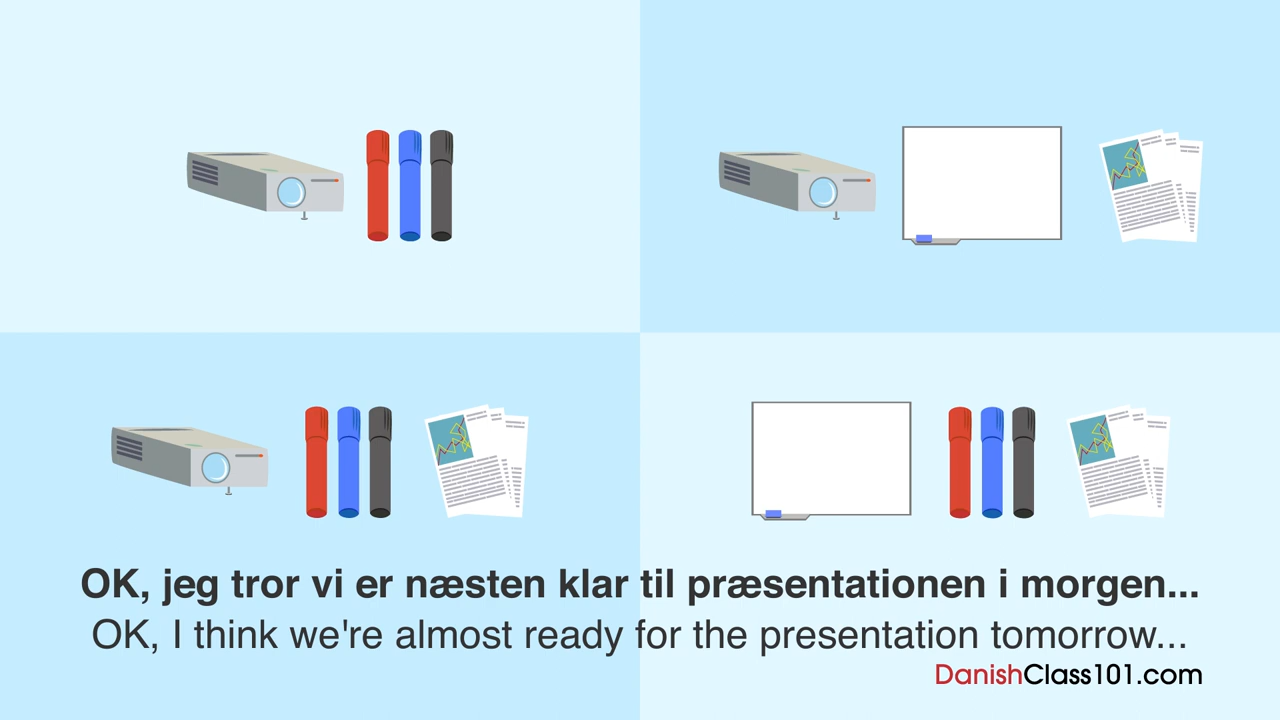 OK, jeg tror vi er næsten klar til præsentationen i morgen...
OK, I think we're almost ready for the presentation tomorrow...
DanishClass101.com